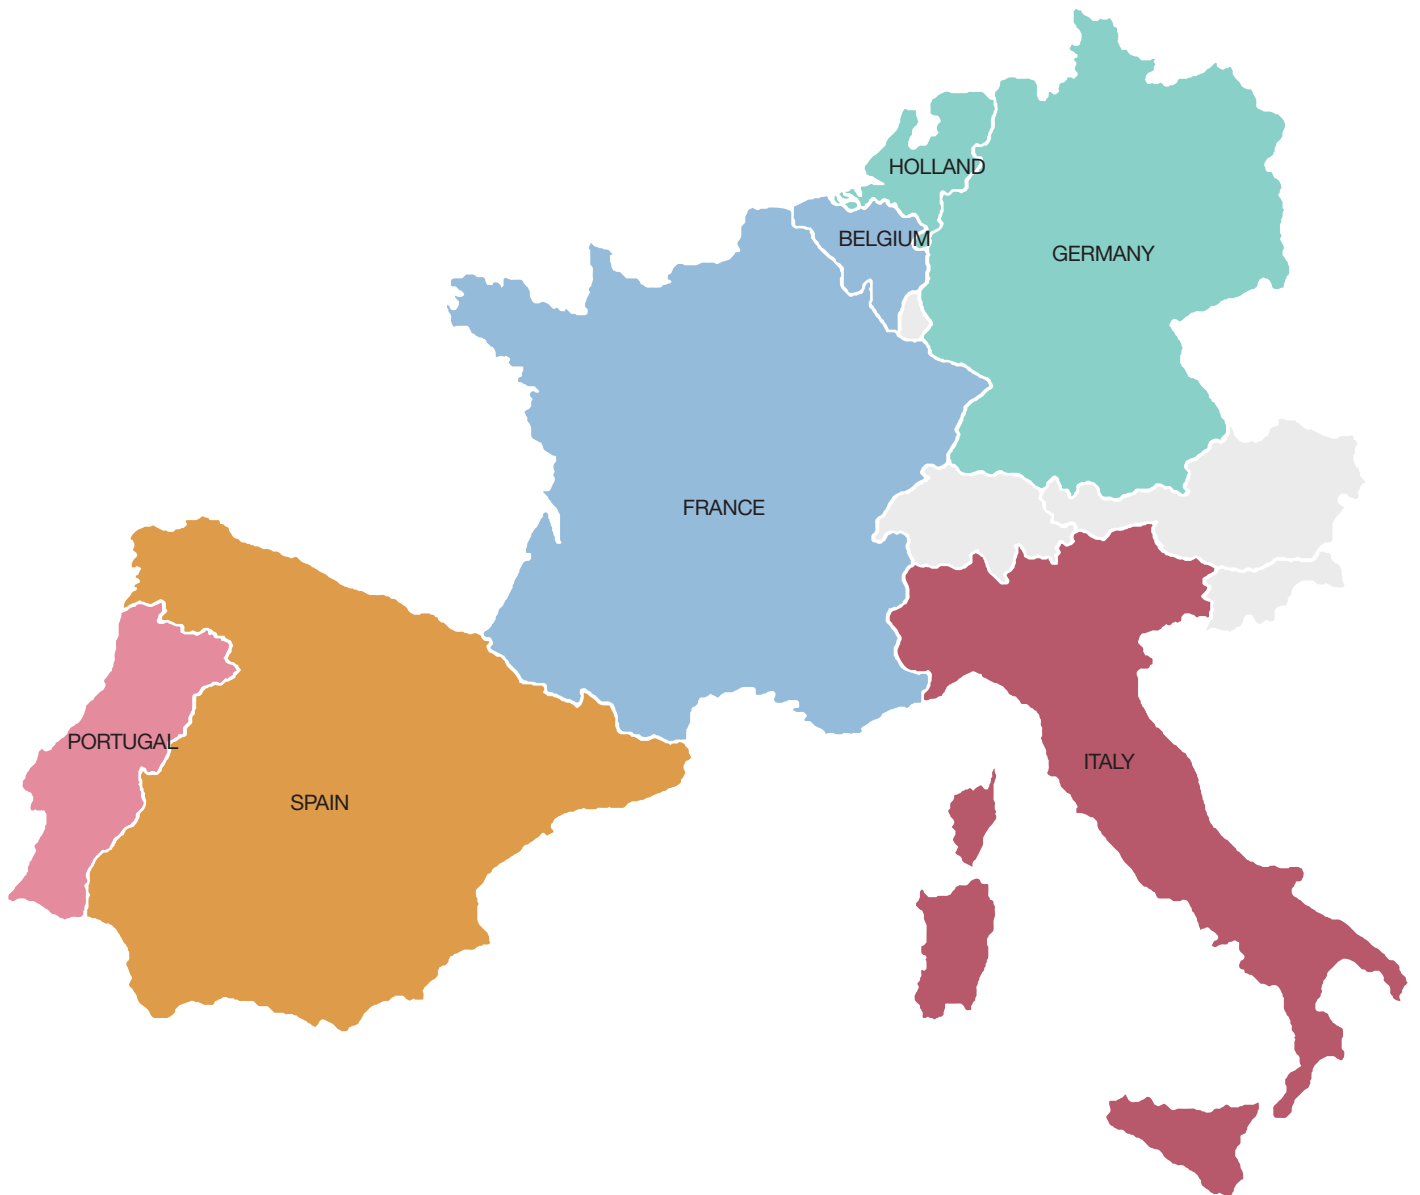 HOLLAND
BELGIUM
GERMANY
FRANCE
PORTUGAL
ITALY
SPAIN